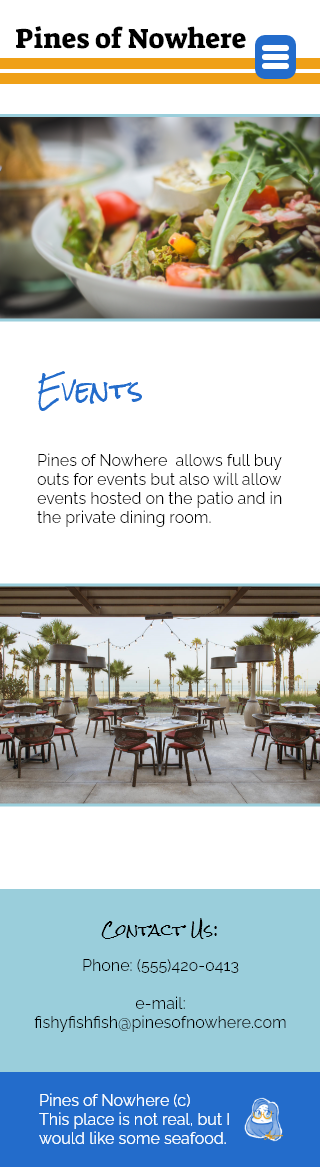 Pines of Nowhere
Events
Pines of Nowhere  allows full buy
outs for events but also will allow
events hosted on the patio and in
the private dining room.
Contact Us:
Phone: (555)420-0413
e-mail:
fishyfishfish@pinesofnowhere.com
Pines of Nowhere (c)
This place is not real, but I
would like some seafood.